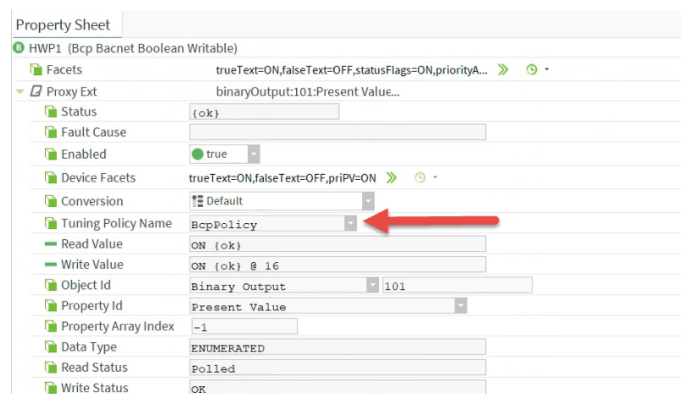 Property Sheet
HWP1 (Bcp Bacnet Boolean Writable)
Facets trueText=ON,falseText=OFF,statusFlags=ON,priorityA...
Proxy Ext binaryOutput:101:Present Value...
Status {ok}
Fault Cause
Enabled true
Device Facets trueText=ON,falseText=OFF,priPV=ON
Conversion Default
Tuning Policy Name BcpPolicy
Read Value ON {ok}
Write Value ON {ok} @ 16
Object Id Binary Output 101
Property Id Present Value
Property Array Index -1
Data Type ENUMERATED
Read Status Polled
Write Status OK